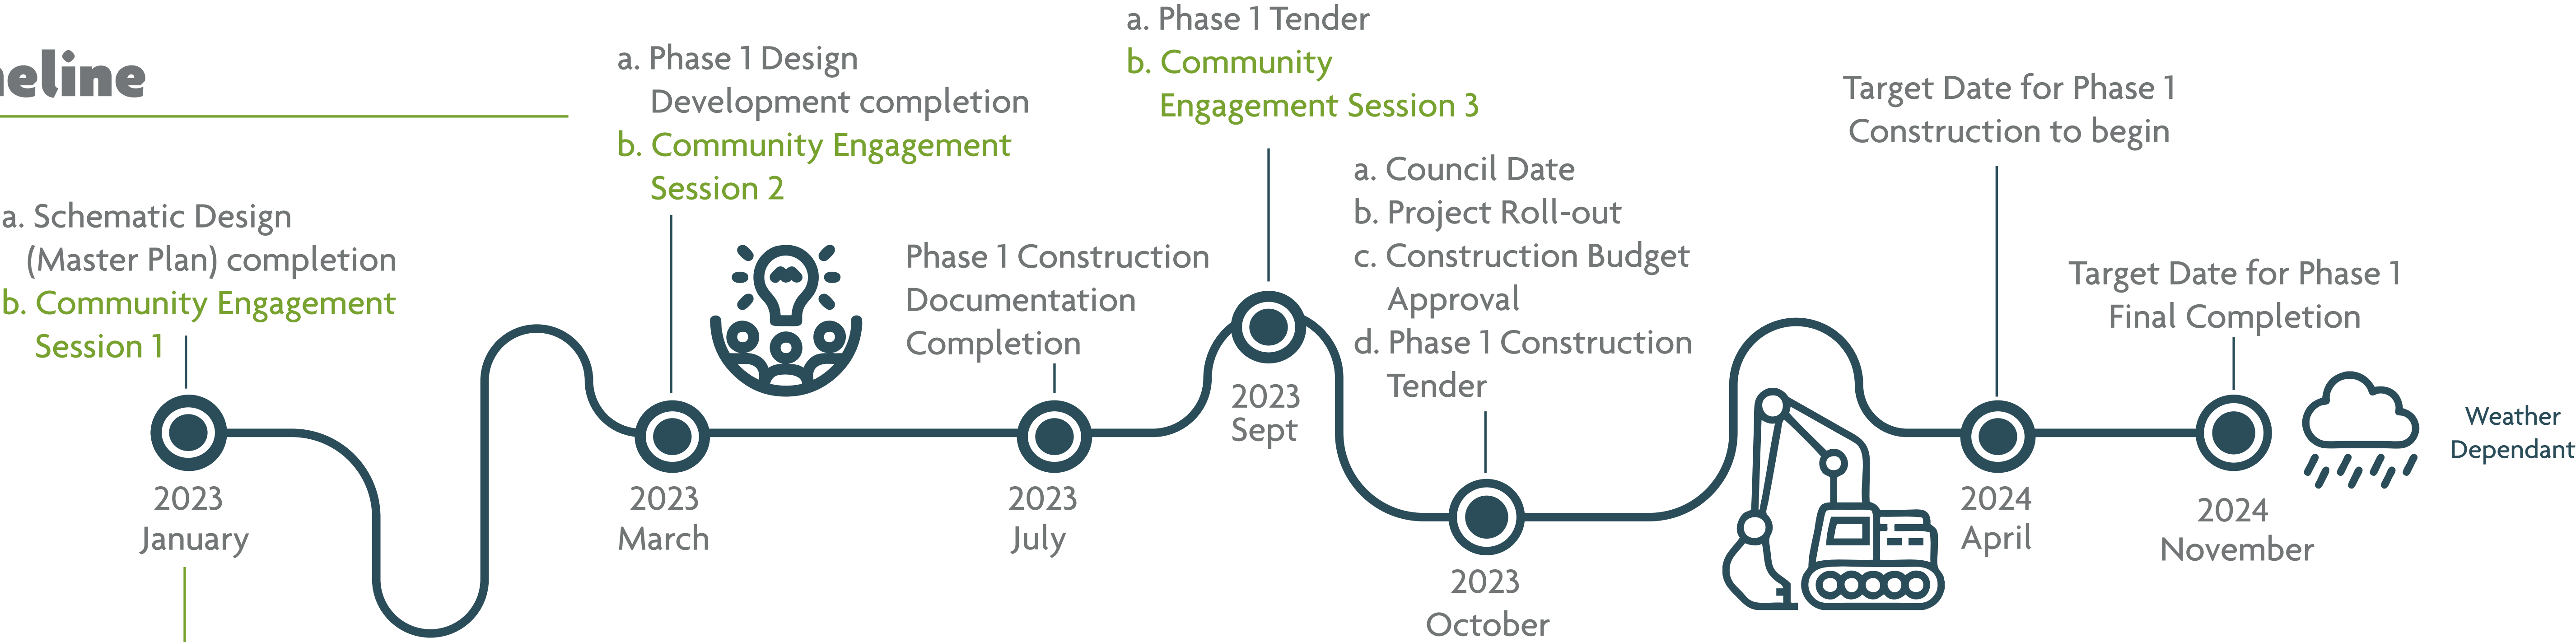 eline
a. Schematic Design
(Master Plan) completion
b. Community Engagement
Session 1
2023
January
a. Phase 1 Design
Development completion
b. Community Engagement
Session 2
2023
March
Phase 1 Construction
Documentation
Completion
2023
July
a. Phase 1 Tender
b. Community
Engagement Session 3
2023
Sept
a. Council Date
b. Project Roll-out
c. Construction Budget
Approval
d. Phase 1 Construction
Tender
2023
October
Target Date for Phase 1
Construction to begin
2024
April
Target Date for Phase 1
Final Completion
2024
November
Weather
Dependant